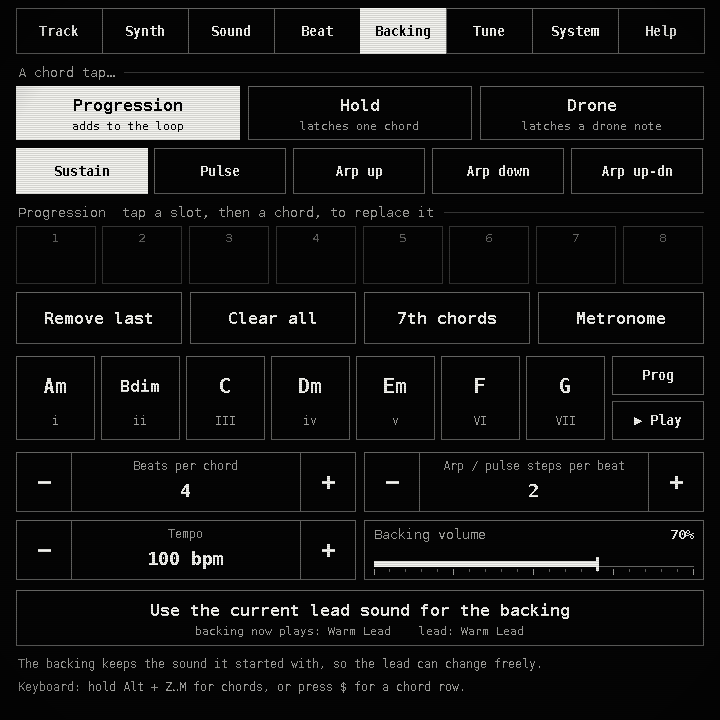 Track Synth Sound Beat Backing Tune System Help
A chord tap…
Progression Hold Drone
adds to the loop latches one chord latches a drone note
Sustain Pulse Arp up Arp down Arp up-dn
Progression tap a slot, then a chord, to replace it
1 2 3 4 5 6 7 8
Remove last Clear all 7th chords Metronome
Am Bdim C Dm Em F G Prog
i ii III iv v VI VII ▶ Play
Beats per chord Arp / pulse steps per beat
− 4 + − 2 +
Tempo Backing volume 70%
− 100 bpm +
Use the current lead sound for the backing
backing now plays: Warm Lead lead: Warm Lead
The backing keeps the sound it started with, so the lead can change freely.
Keyboard: hold Alt + Z…M for chords, or press $ for a chord row.